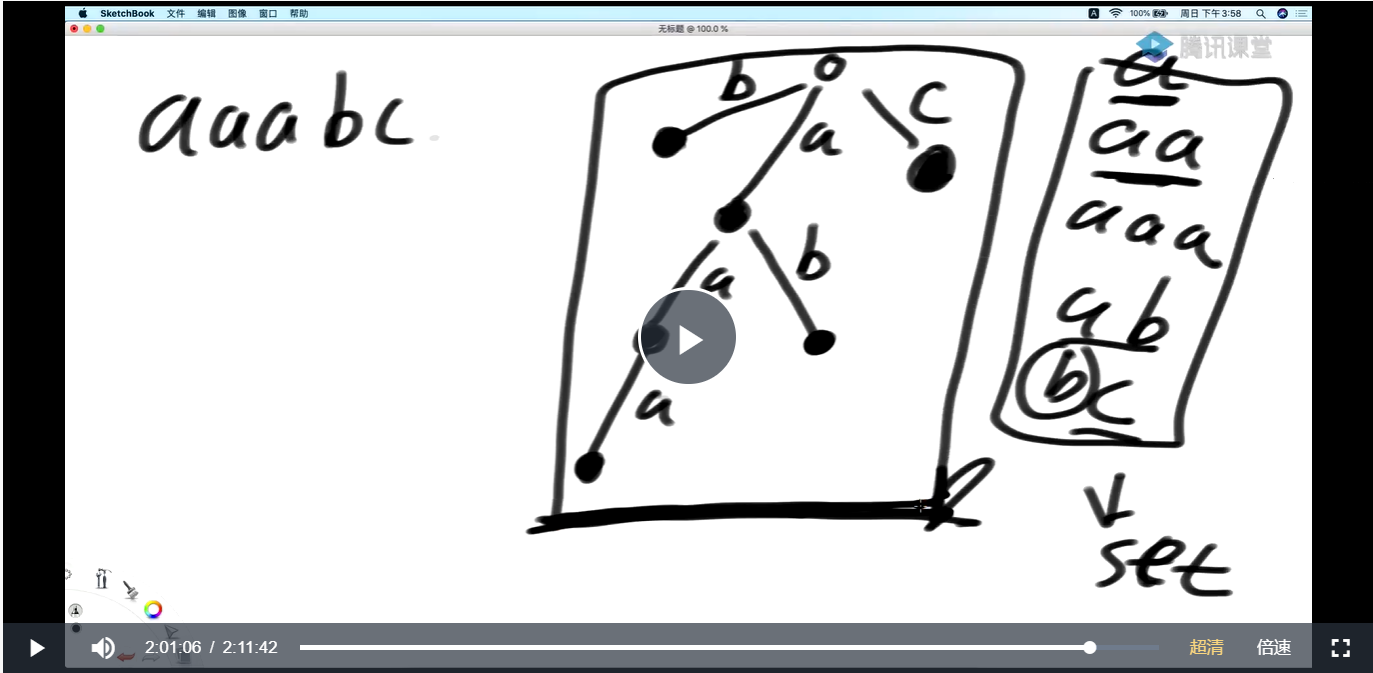 SketchBook 文件 编辑 图像 窗口 帮助
A 100% 周日 下午3:58
无标题 @ 100.0 %
腾讯课堂
aaabc
b
o
c
a
a
b
a
a
aa
aaa
ab
bc
set
2:01:06 / 2:11:42 超清 倍速